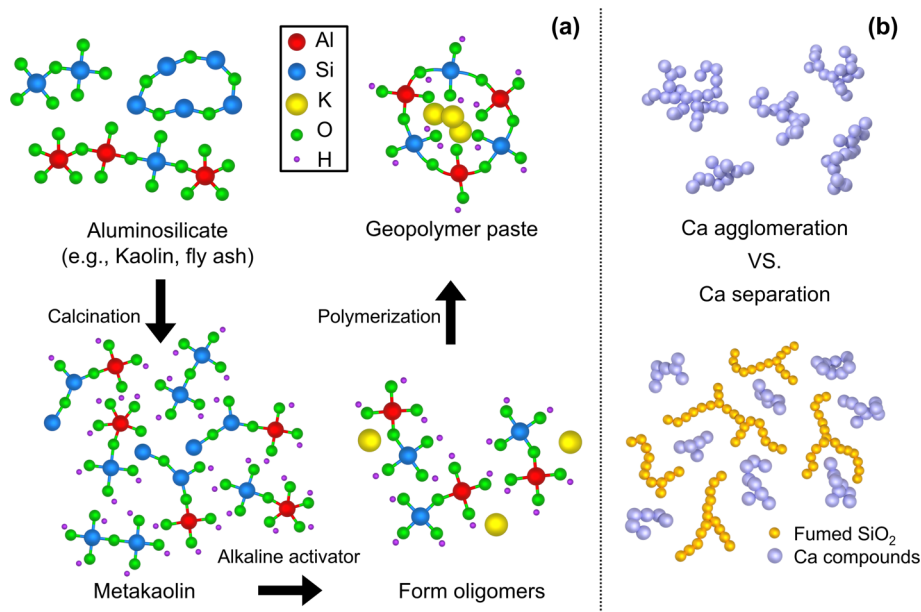 (a)
Al
Si
K
O
H
Aluminosilicate
(e.g., Kaolin, fly ash)
Geopolymer paste
Calcination
Polymerization
Alkaline activator
Metakaolin
Form oligomers
(b)
Ca agglomeration
VS.
Ca separation
Fumed SiO₂
Ca compounds